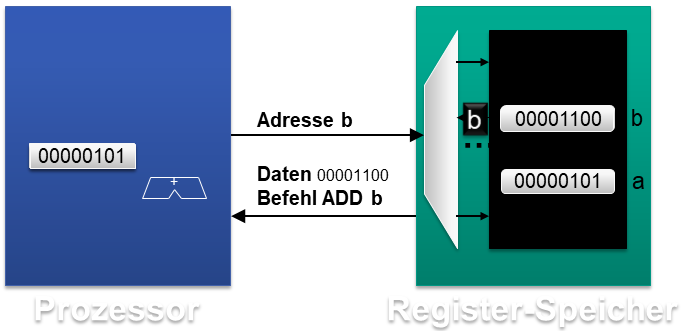 00000101
+
Adresse b
Daten 00001100
Befehl ADD b
b
00001100 b
...
00000101 a
Prozessor
Register-Speicher